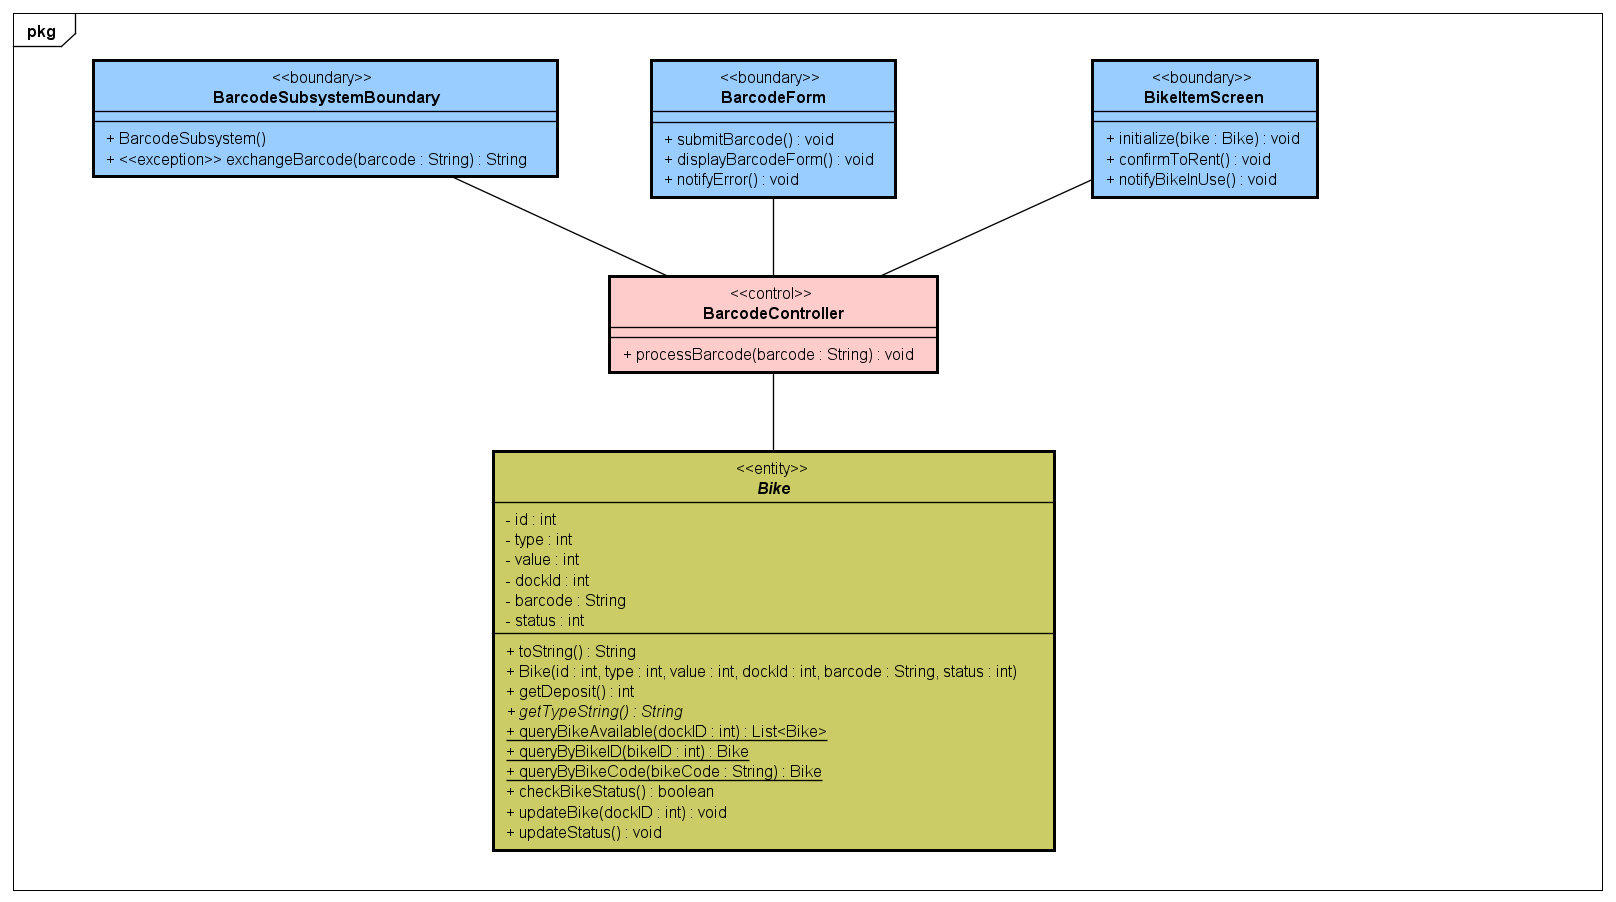 pkg
<<boundary>>
BarcodeSubsystemBoundary
+ BarcodeSubsystem()
+ <<exception>> exchangeBarcode(barcode : String) : String
<<boundary>>
BarcodeForm
+ submitBarcode() : void
+ displayBarcodeForm() : void
+ notifyError() : void
<<boundary>>
BikeItemScreen
+ initialize(bike : Bike) : void
+ confirmToRent() : void
+ notifyBikeInUse() : void
<<control>>
BarcodeController
+ processBarcode(barcode : String) : void
<<entity>>
Bike
- id : int
- type : int
- value : int
- dockId : int
- barcode : String
- status : int
+ toString() : String
+ Bike(id : int, type : int, value : int, dockId : int, barcode : String, status : int)
+ getDeposit() : int
+ getTypeString() : String
+ queryBikeAvailable(dockID : int) : List<Bike>
+ queryByBikeID(bikeID : int) : Bike
+ queryByBikeCode(bikeCode : String) : Bike
+ checkBikeStatus() : boolean
+ updateBike(dockID : int) : void
+ updateStatus() : void